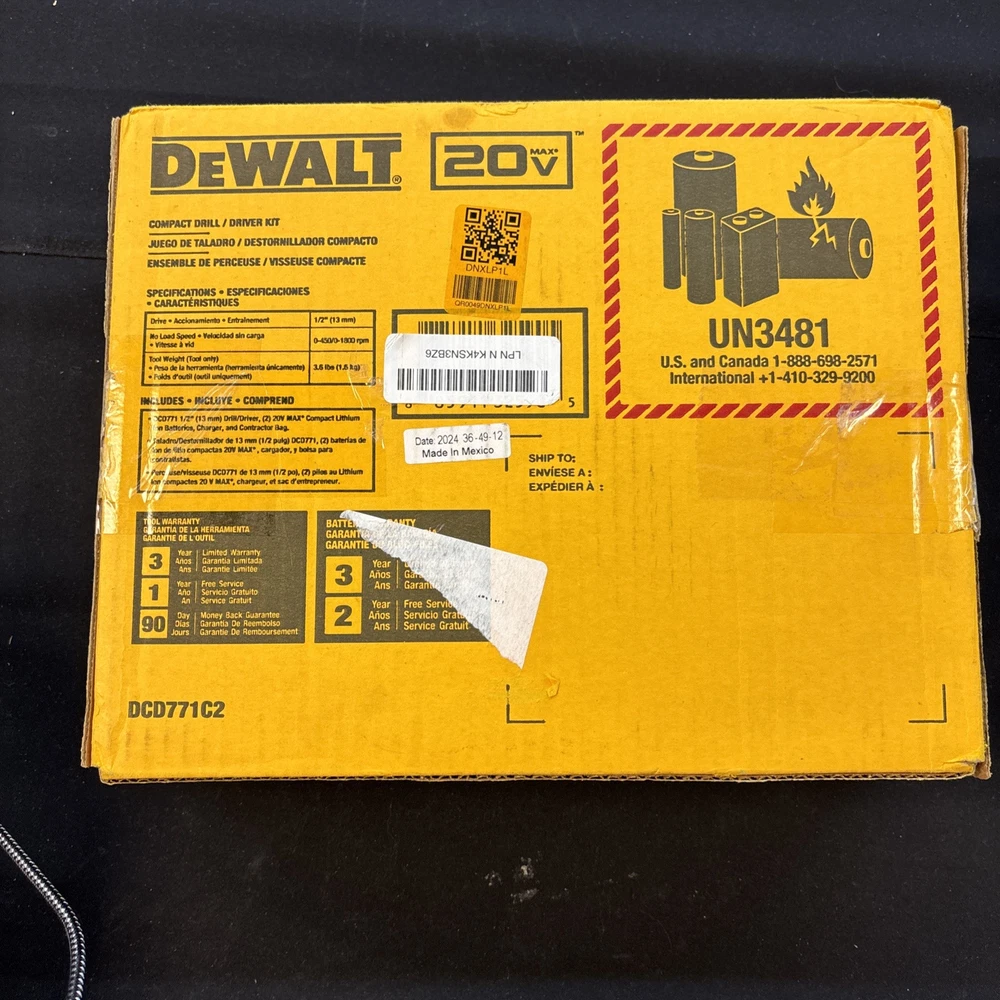 DEWALT®
20V MAX* ™
COMPACT DRILL / DRIVER KIT
JUEGO DE TALADRO / DESTORNILLADOR COMPACTO
ENSEMBLE DE PERCEUSE / VISSEUSE COMPACTE
SPECIFICATIONS • ESPECIFICACIONES
• CARACTÉRISTIQUES
Drive • Accionamiento • Entraînement 1/2" (13 mm)
No Load Speed • Velocidad sin carga
• Vitesse à vid 0-450/0-1800 rpm
Tool Weight (Tool only)
• Peso de la herramienta (herramienta únicamente) 3.6 lbs (1.6 kg)
• Poids d'outil (outil uniquement)
INCLUDES • INCLUYE • COMPREND
• DCD771 1/2" (13 mm) Drill/Driver, (2) 20V MAX* Compact Lithium
Ion Batteries, Charger, and Contractor Bag.
Taladro/Destornillador de 13 mm (1/2 pulg) DCD771, (2) baterías de
ion de litio compactas 20V MAX*, cargador, y bolsa para
contratistas.
Perceuse/visseuse DCD771 de 13 mm (1/2 po), (2) piles au Lithium
Ion compactes 20 V MAX*, chargeur, et sac d'entrepreneur.
DNXLP1L
QR0049DNXLP1L
LPN N K4KSN3BZ6
5
Date: 2024 36-49-12
Made In Mexico
UN3481
U.S. and Canada 1-888-698-2571
International +1-410-329-9200
SHIP TO:
ENVÍESE A :
EXPÉDIER À :
TOOL WARRANTY
GARANTÍA DE LA HERRAMIENTA
GARANTIE DE L'OUTIL
3 Year Años Ans Limited Warranty Garantía Limitada Garantie Limitée
1 Year Año An Free Service Servicio Gratuito Service Gratuit
90 Day Días Jours Money Back Guarantee Garantía De Reembolso Garantie De Remboursement
3 Year Años Ans
2 Year Años Ans Free Service Servicio Gratuit Service Gratuit
DCD771C2